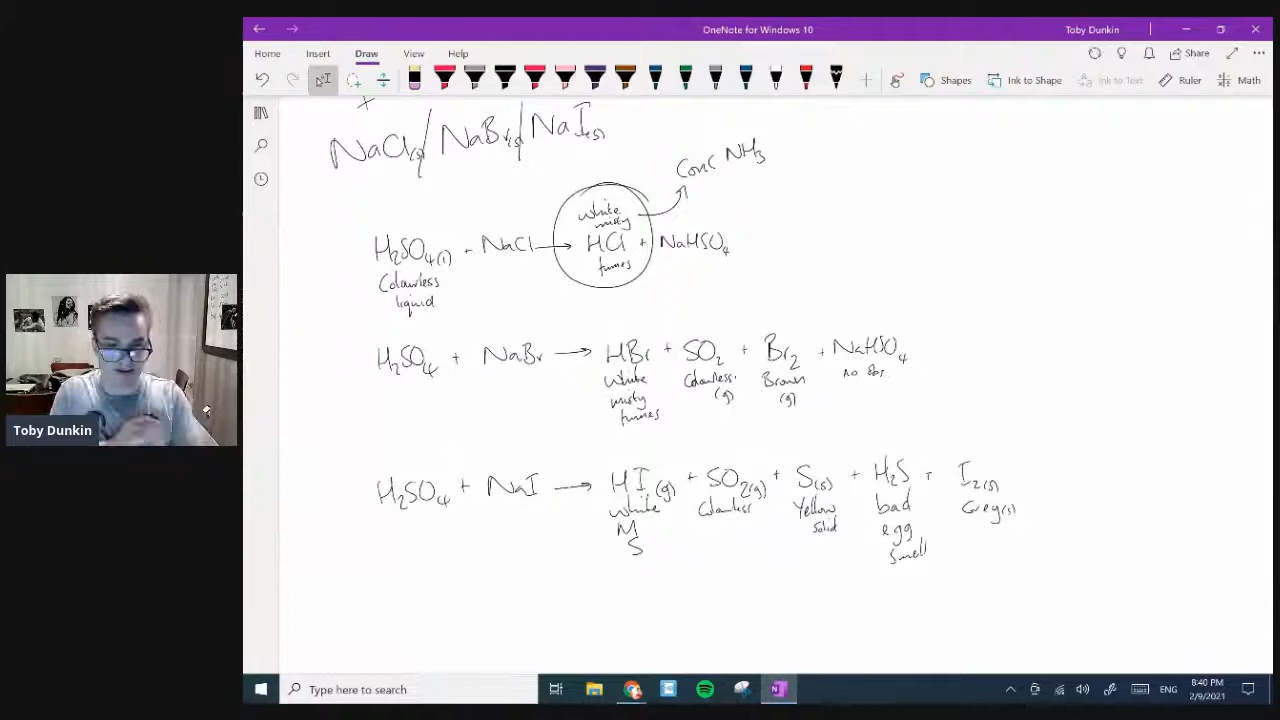 OneNote for Windows 10
Toby Dunkin
Home Insert Draw View Help
Share
Shapes Ink to Shape Ink to Text Ruler Math
+
NaCl(s)/NaBr(s)/NaI(s)
Conc NH3
white
misty
H2SO4(l) + NaCl → HCl + NaHSO4
fumes
Colourless
liquid
H2SO4 + NaBr → HBr + SO2 + Br2 + NaHSO4
White Colourless Brown no obs.
misty (g) (g)
fumes
H2SO4 + NaI → HI(g) + SO2(g) + S(s) + H2S + I2(s)
White Colourless Yellow bad Grey(s)
M solid egg
S smell
Toby Dunkin
Type here to search
ENG
8:40 PM
2/9/2021